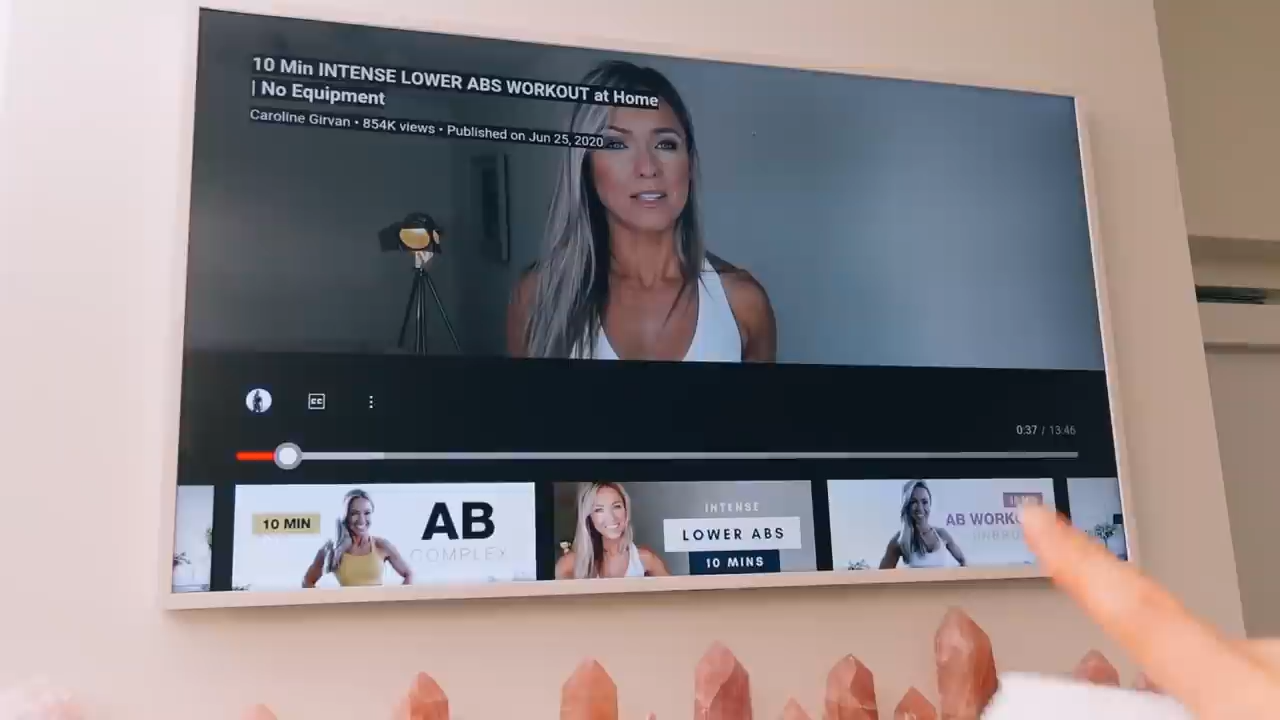 10 Min INTENSE LOWER ABS WORKOUT at Home
| No Equipment
Caroline Girvan • 854K views • Published on Jun 25, 2020
CC
0:37 / 13:46
10 MIN
AB
COMPLEX
INTENSE
LOWER ABS
10 MINS
AB